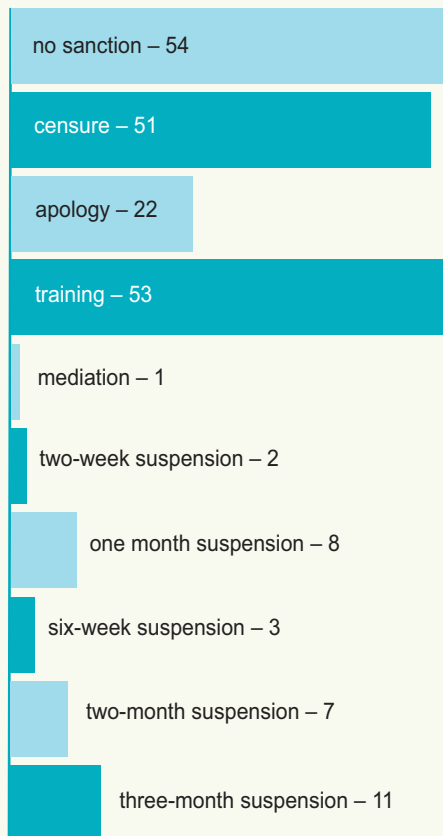 no sanction – 54
censure – 51
apology – 22
training – 53
mediation – 1
two-week suspension – 2
one month suspension – 8
six-week suspension – 3
two-month suspension – 7
three-month suspension – 11